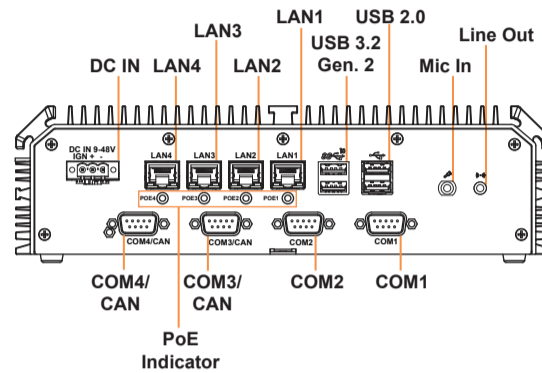 LAN1
USB 2.0
LAN3
USB 3.2
Gen. 2
Line Out
DC IN
LAN4
LAN2
Mic In
DC IN 9-48V
IGN + -
LAN4
LAN3
LAN2
LAN1
10
POE4
POE3
POE2
POE1
COM4/CAN
COM3/CAN
COM2
COM1
COM4/
CAN
COM3/
CAN
COM2
COM1
PoE
Indicator